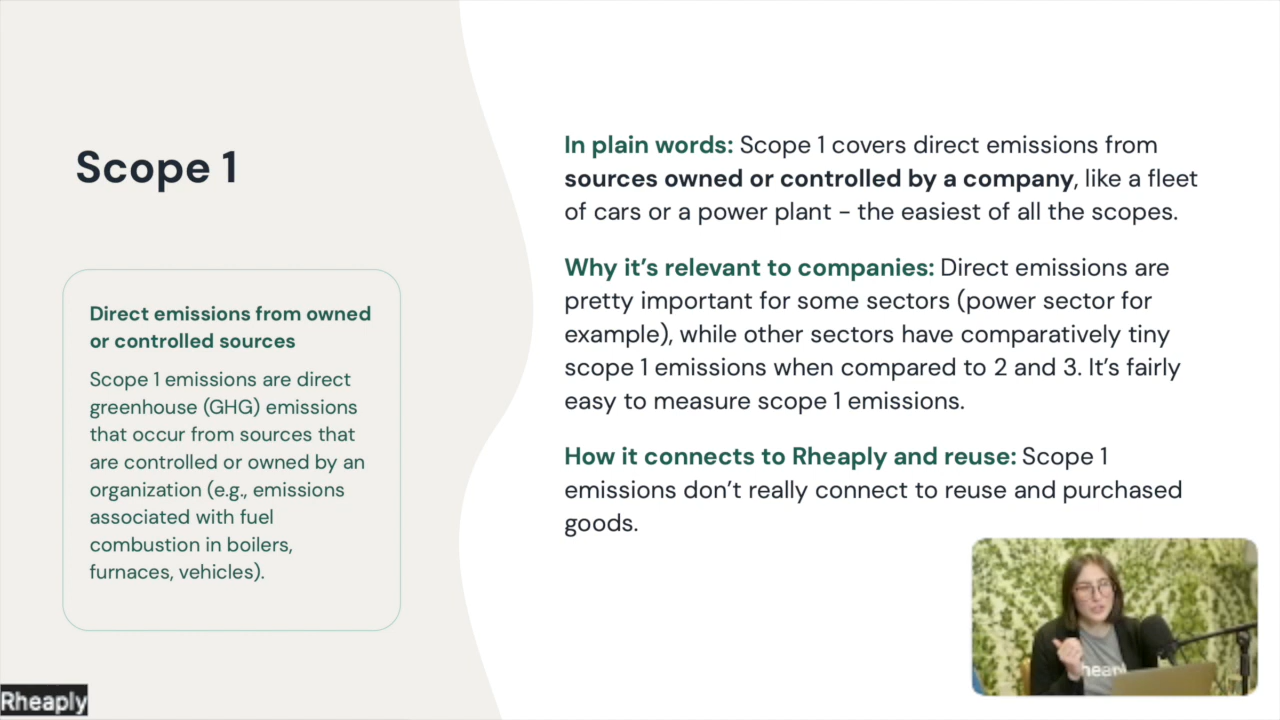 Scope 1
Direct emissions from owned
or controlled sources
Scope 1 emissions are direct
greenhouse (GHG) emissions
that occur from sources that
are controlled or owned by an
organization (e.g., emissions
associated with fuel
combustion in boilers,
furnaces, vehicles).
In plain words: Scope 1 covers direct emissions from
sources owned or controlled by a company, like a fleet
of cars or a power plant – the easiest of all the scopes.
Why it’s relevant to companies: Direct emissions are
pretty important for some sectors (power sector for
example), while other sectors have comparatively tiny
scope 1 emissions when compared to 2 and 3. It’s fairly
easy to measure scope 1 emissions.
How it connects to Rheaply and reuse: Scope 1
emissions don’t really connect to reuse and purchased
goods.
Rheaply